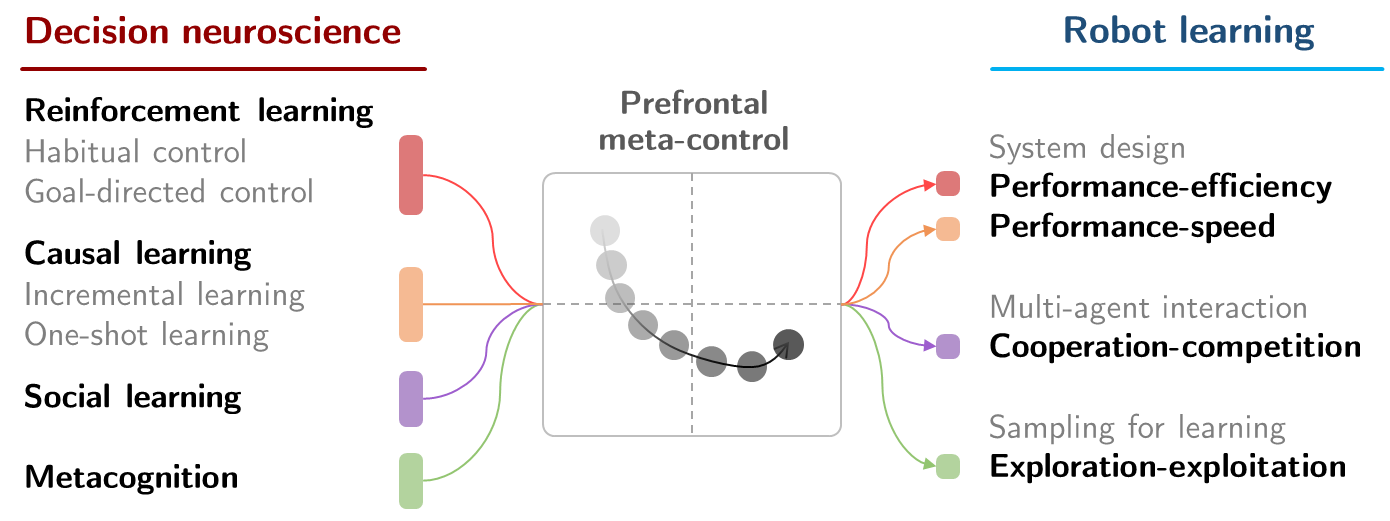 Decision neuroscience
Reinforcement learning
Habitual control
Goal-directed control
Causal learning
Incremental learning
One-shot learning
Social learning
Metacognition
Prefrontal
meta-control
Robot learning
System design
Performance-efficiency
Performance-speed
Multi-agent interaction
Cooperation-competition
Sampling for learning
Exploration-exploitation